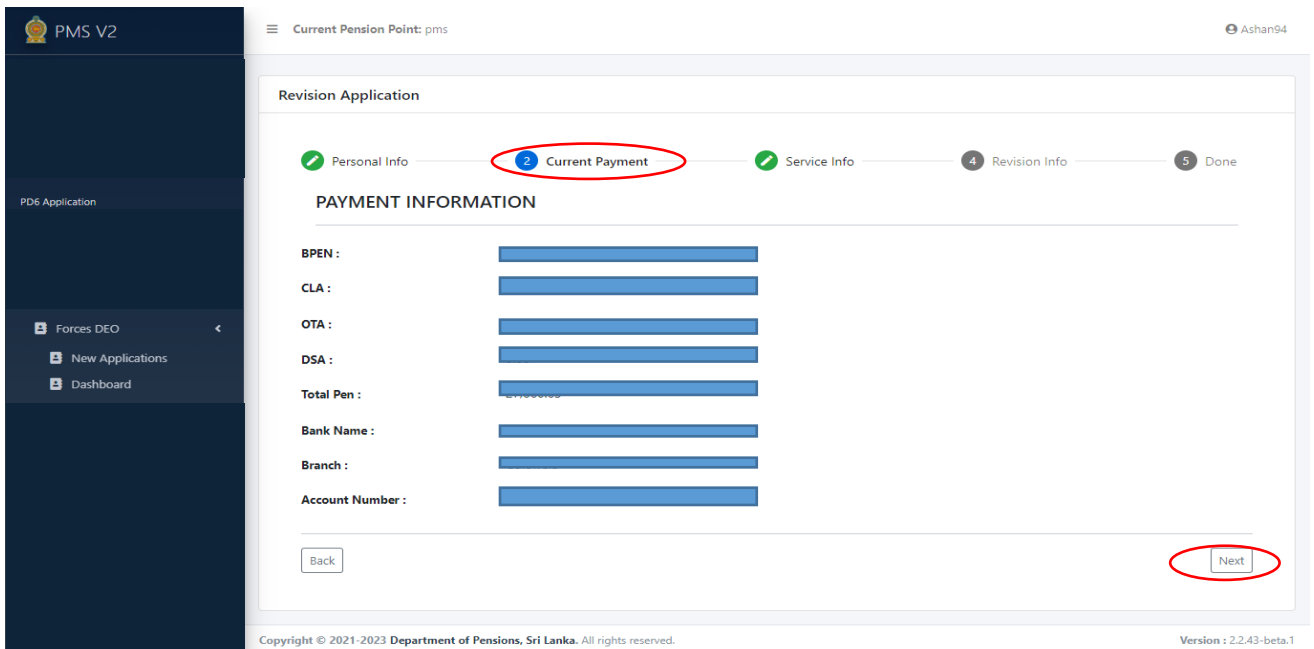 PMS V2
Current Pension Point: pms
Ashan94
Revision Application
Personal Info
2 Current Payment
Service Info
4 Revision Info
5 Done
PD6 Application
PAYMENT INFORMATION
BPEN :
CLA :
OTA :
Forces DEO
DSA :
New Applications
Dashboard
Total Pen :
Bank Name :
Branch :
Account Number :
Back
Next
Copyright © 2021-2023 Department of Pensions, Sri Lanka. All rights reserved.
Version : 2.2.43-beta.1